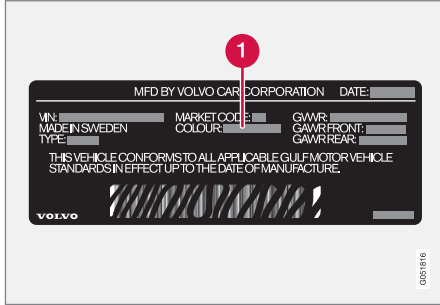 1
MFD BY VOLVO CAR CORPORATION DATE:
VIN: MARKET CODE: GVWR:
MADE IN SWEDEN COLOUR: GAWR FRONT:
TYPE: GAWR REAR:
THIS VEHICLE CONFORMS TO ALL APPLICABLE GULF MOTOR VEHICLE
STANDARDS IN EFFECT UP TO THE DATE OF MANUFACTURE.
VOLVO
G051816